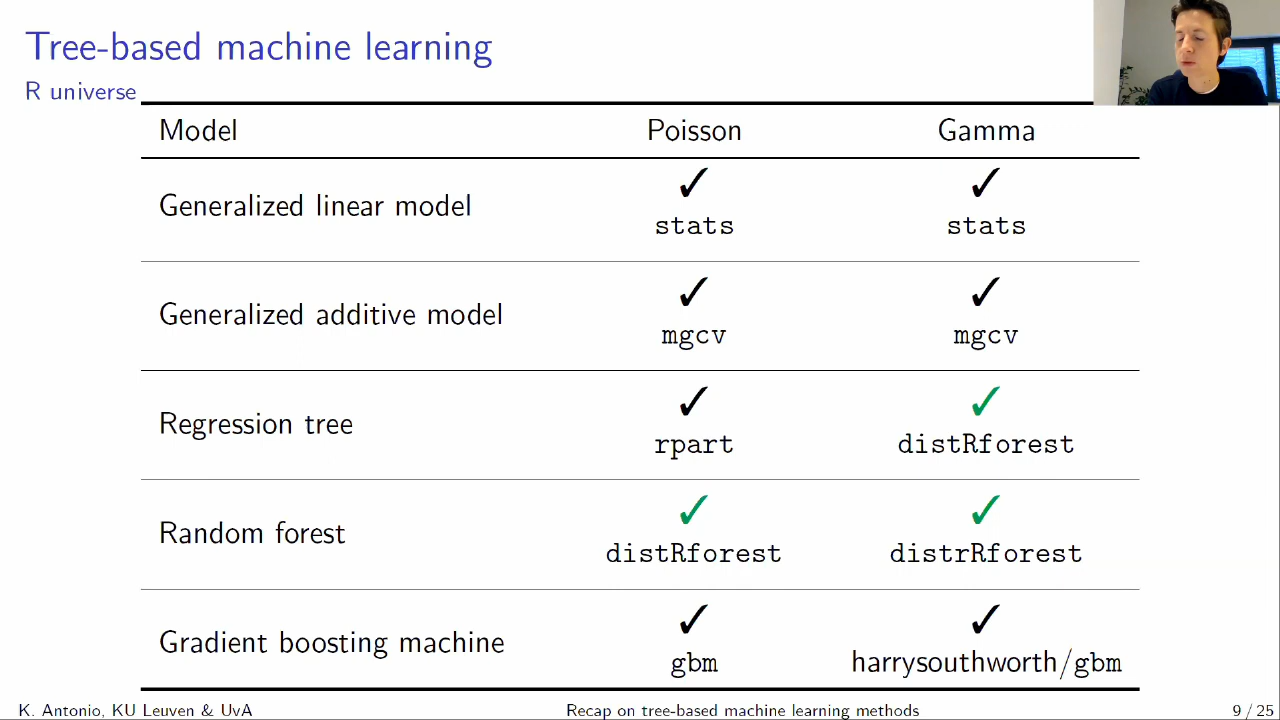 Tree-based machine learning
R universe
Model Poisson Gamma
✓ ✓
Generalized linear model
stats stats
✓ ✓
Generalized additive model
mgcv mgcv
✓ ✓
Regression tree
rpart distRforest
✓ ✓
Random forest
distRforest distrRforest
✓ ✓
Gradient boosting machine
gbm harrysouthworth/gbm
K. Antonio, KU Leuven & UvA Recap on tree-based machine learning methods 9 / 25